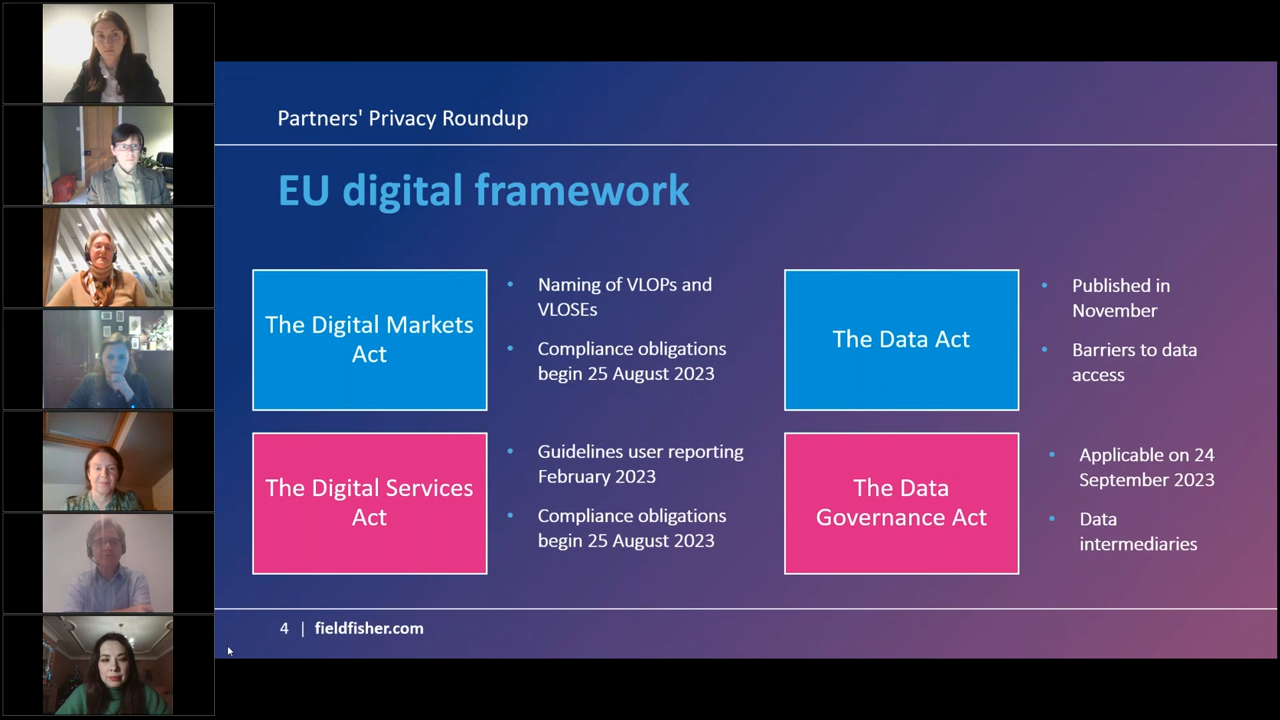 Partners' Privacy Roundup
EU digital framework
The Digital Markets
Act
• Naming of VLOPs and
VLOSEs
• Compliance obligations
begin 25 August 2023
The Data Act
• Published in
November
• Barriers to data
access
The Digital Services
Act
• Guidelines user reporting
February 2023
• Compliance obligations
begin 25 August 2023
The Data
Governance Act
• Applicable on 24
September 2023
• Data
intermediaries
4 | fieldfisher.com